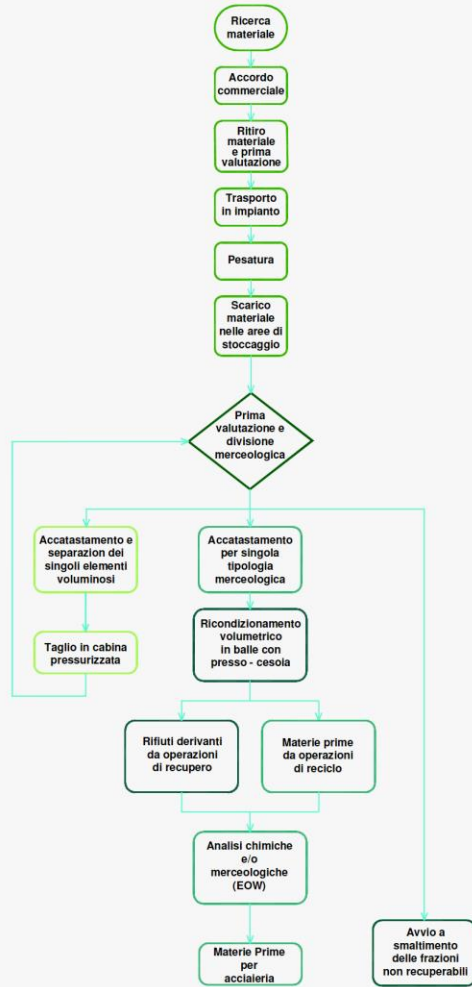 Ricerca
materiale
Accordo
commerciale
Ritiro
materiale
e prima
valutazione
Trasporto
in impianto
Pesatura
Scarico
materiale
nelle aree di
stoccaggio
Prima
valutazione e
divisione
merceologica
Accatastamento e
separazion dei
singoli elementi
voluminosi
Taglio in cabina
pressurizzata
Accatastamento
per singola
tipologia
merceologica
Ricondizionamento
volumetrico
in balle con
presso - cesoia
Rifiuti derivanti
da operazioni
di recupero
Materie prime
da operazioni
di reciclo
Analisi chimiche
e/o
merceologiche
(EOW)
Materie Prime
per
acciaieria
Avvio a
smaltimento
delle frazioni
non recuperabili